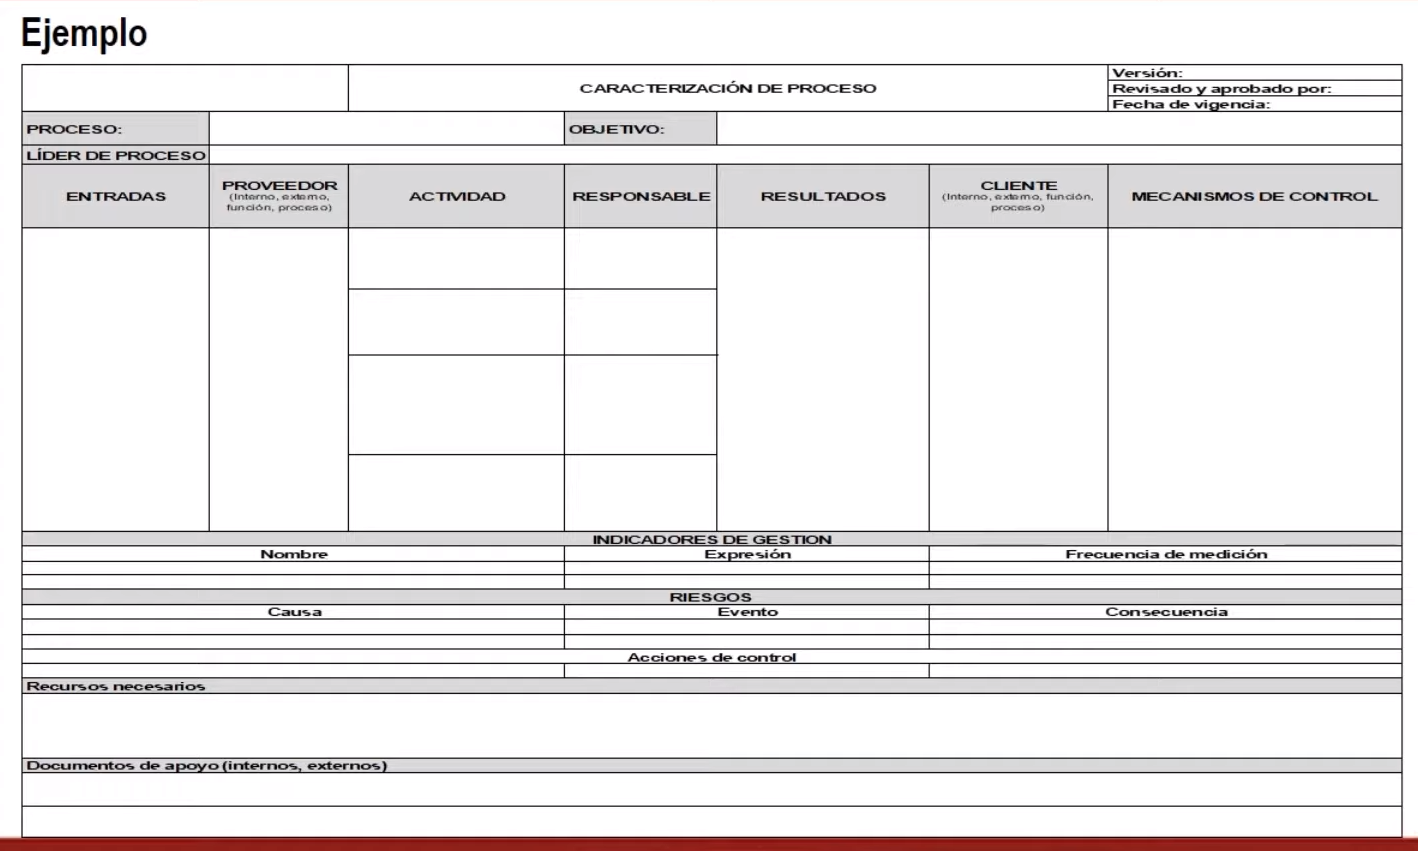 Ejemplo
CARACTERIZACIÓN DE PROCESO
Versión:
Revisado y aprobado por:
Fecha de vigencia:
PROCESO:
OBJETIVO:
LÍDER DE PROCESO
ENTRADAS
PROVEEDOR
(Interno, externo,
función, proceso)
ACTIVIDAD
RESPONSABLE
RESULTADOS
CLIENTE
(Interno, externo, función,
proceso)
MECANISMOS DE CONTROL
INDICADORES DE GESTION
Nombre
Expresión
Frecuencia de medición
RIESGOS
Causa
Evento
Consecuencia
Acciones de control
Recursos necesarios
Documentos de apoyo (internos, externos)